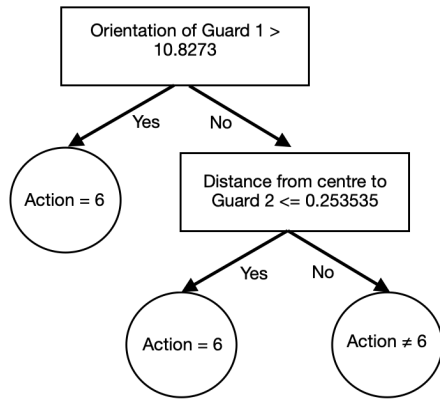 Orientation of Guard 1 >
10.8273
Yes
No
Action = 6
Distance from centre to
Guard 2 <= 0.253535
Yes
No
Action = 6
Action ≠ 6